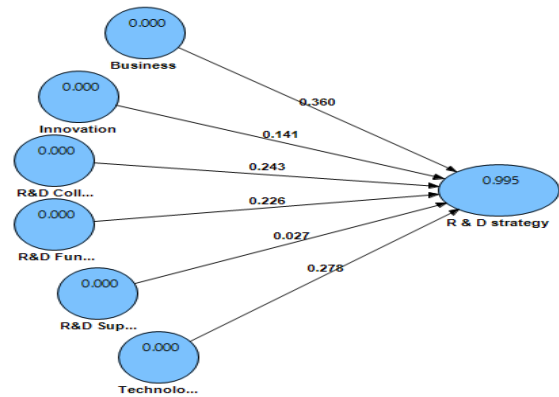 0.000
Business
0.360
0.000
Innovation
0.141
0.000
R&D Coll...
0.243
0.995
R & D strategy
0.000
R&D Fun...
0.226
0.027
0.000
R&D Sup...
0.278
0.000
Technolo...